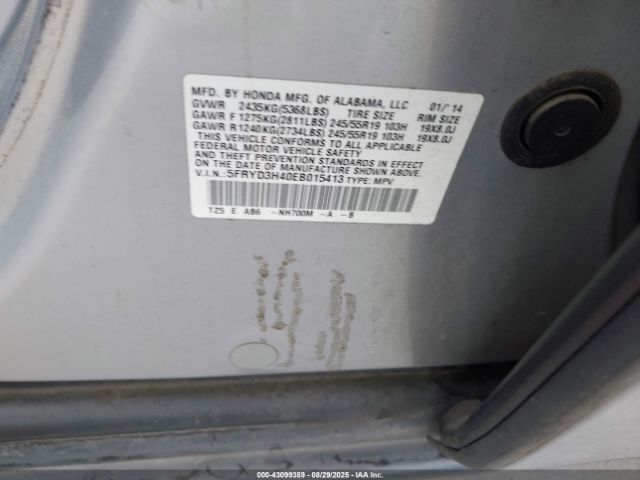 MFD. BY HONDA MFG. OF ALABAMA, LLC 01/'14
GVWR 2435KG(5368LBS) TIRE SIZE RIM SIZE
GAWR F 1275KG(2811LBS) 245/55R19 103H 19X8.0J
GAWR R 1240KG(2734LBS) 245/55R19 103H 19X8.0J
THIS VEHICLE CONFORMS TO ALL APPLICABLE
FEDERAL MOTOR VEHICLE SAFETY
AND THEFT PREVENTION STANDARDS IN EFFECT
ON THE DATE OF MANUFACTURE SHOWN ABOVE.
V.I.N.: 5FRYD3H40EB015413 TYPE: MPV
T25 E AB6 -NH700M -A -B
000-43099389 - 08/29/2025 - IAAI.COM